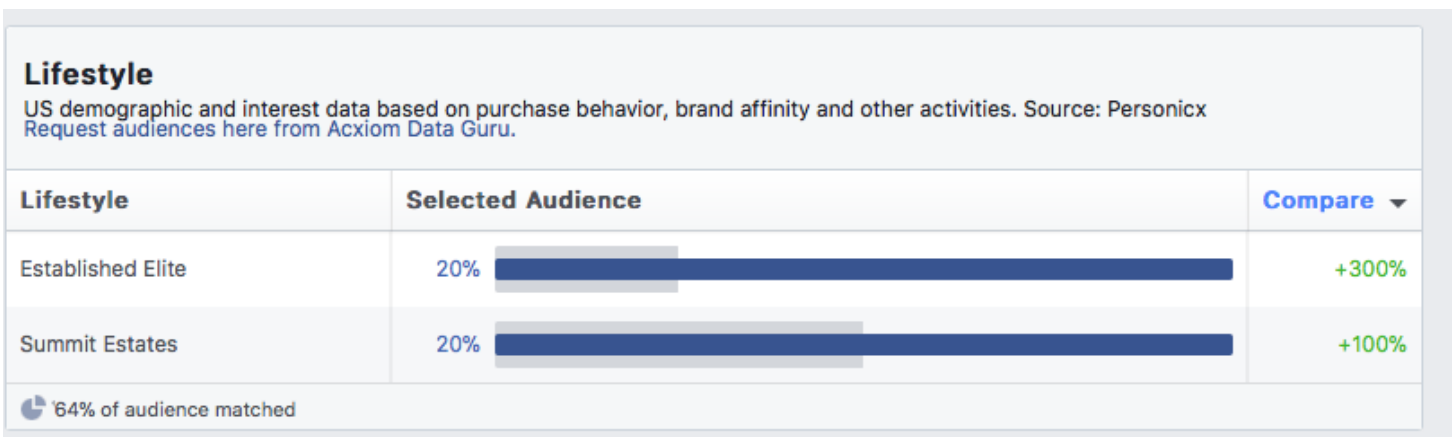 Lifestyle
US demographic and interest data based on purchase behavior, brand affinity and other activities. Source: Personicx
Request audiences here from Acxiom Data Guru.
Lifestyle Selected Audience Compare
Established Elite 20% +300%
Summit Estates 20% +100%
'64% of audience matched